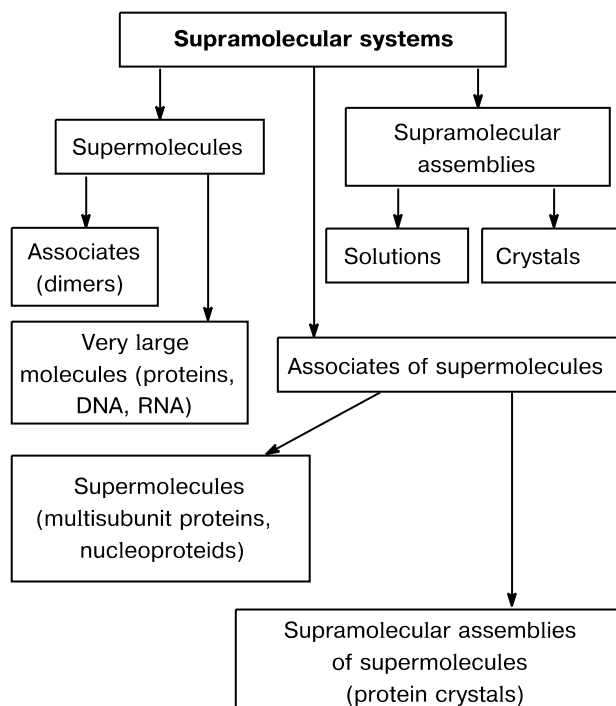 Supramolecular systems
Supermolecules
Supramolecular
assemblies
Associates
(dimers)
Solutions
Crystals
Very large
molecules (proteins,
DNA, RNA)
Associates of supermolecules
Supermolecules
(multisubunit proteins,
nucleoproteids)
Supramolecular assemblies
of supermolecules
(protein crystals)